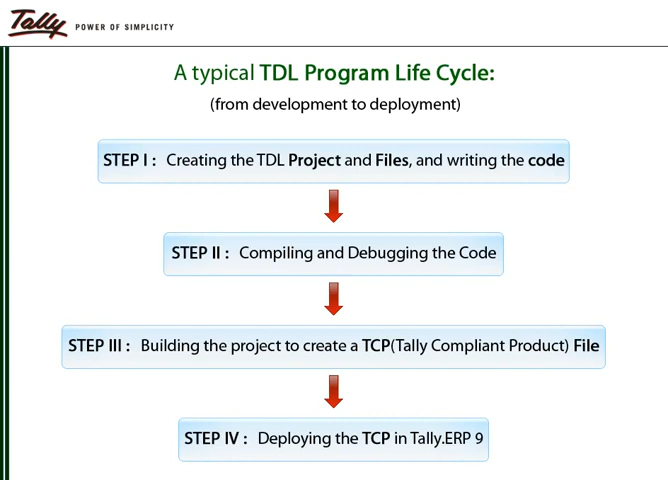 Tally POWER OF SIMPLICITY
A typical TDL Program Life Cycle:
(from development to deployment)
STEP I : Creating the TDL Project and Files, and writing the code
STEP II : Compiling and Debugging the Code
STEP III : Building the project to create a TCP(Tally Compliant Product) File
STEP IV : Deploying the TCP in Tally.ERP 9